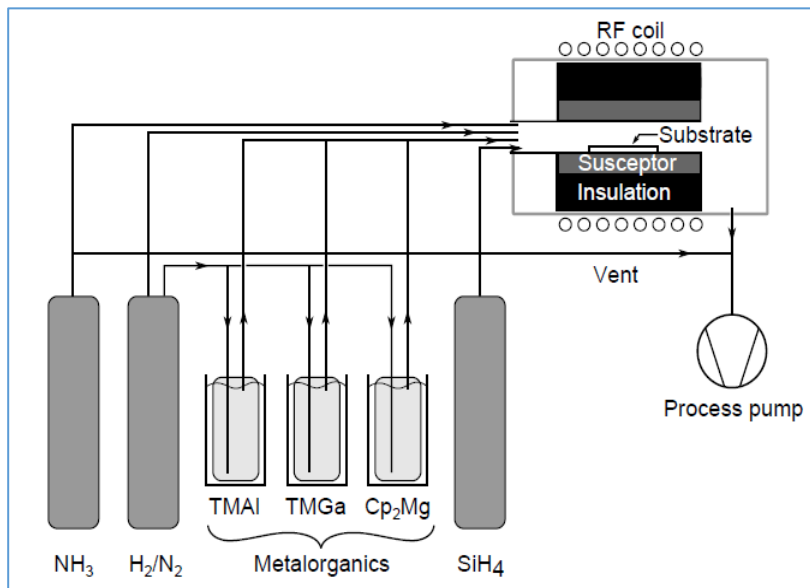 RF coil
Substrate
Susceptor
Insulation
Vent
Process pump
TMAl
TMGa
Cp₂Mg
NH₃
H₂/N₂
Metalorganics
SiH₄